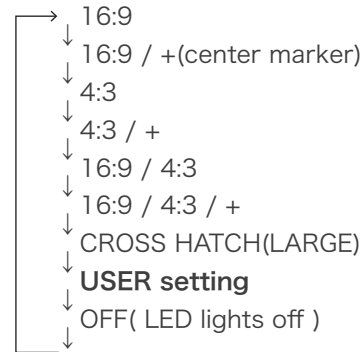 16:9
16:9 / +(center marker)
4:3
4:3 / +
16:9 / 4:3
16:9 / 4:3 / +
CROSS HATCH(LARGE)
USER setting
OFF( LED lights off )